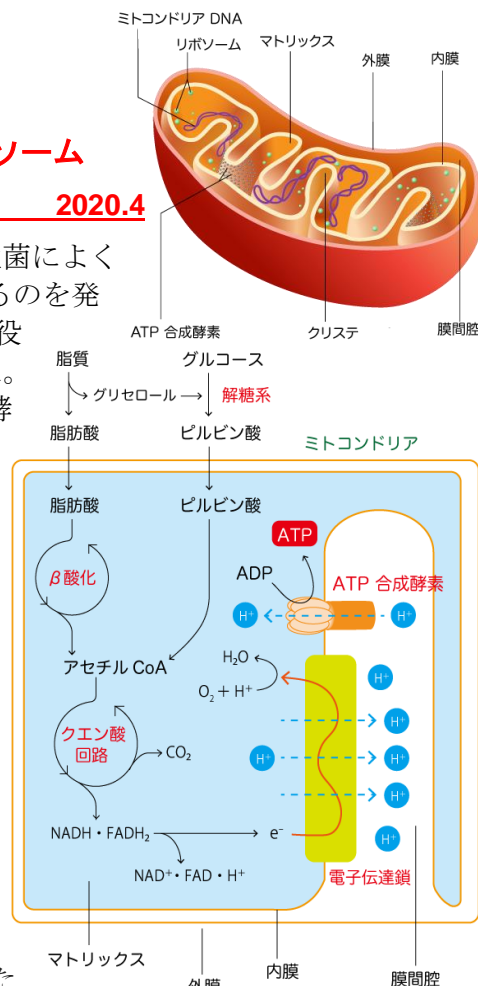 ミトコンドリア DNA
リボソーム
マトリックス
外膜
内膜
ソーム
2020.4
菌によく
るのを発
役
。
酵
ATP 合成酵素
クリステ
膜間腔
脂質
グルコース
グリセロール
解糖系
脂肪酸
ピルビン酸
ミトコンドリア
脂肪酸
ピルビン酸
ATP
β酸化
ADP
ATP 合成酵素
H⁺
H⁺
アセチル CoA
H₂O
O₂ + H⁺
H⁺
H⁺
クエン酸
回路
CO₂
H⁺
H⁺
H⁺
NADH・FADH₂
e⁻
H⁺
NAD⁺・FAD・H⁺
電子伝達鎖
マトリックス
外膜
内膜
膜間腔